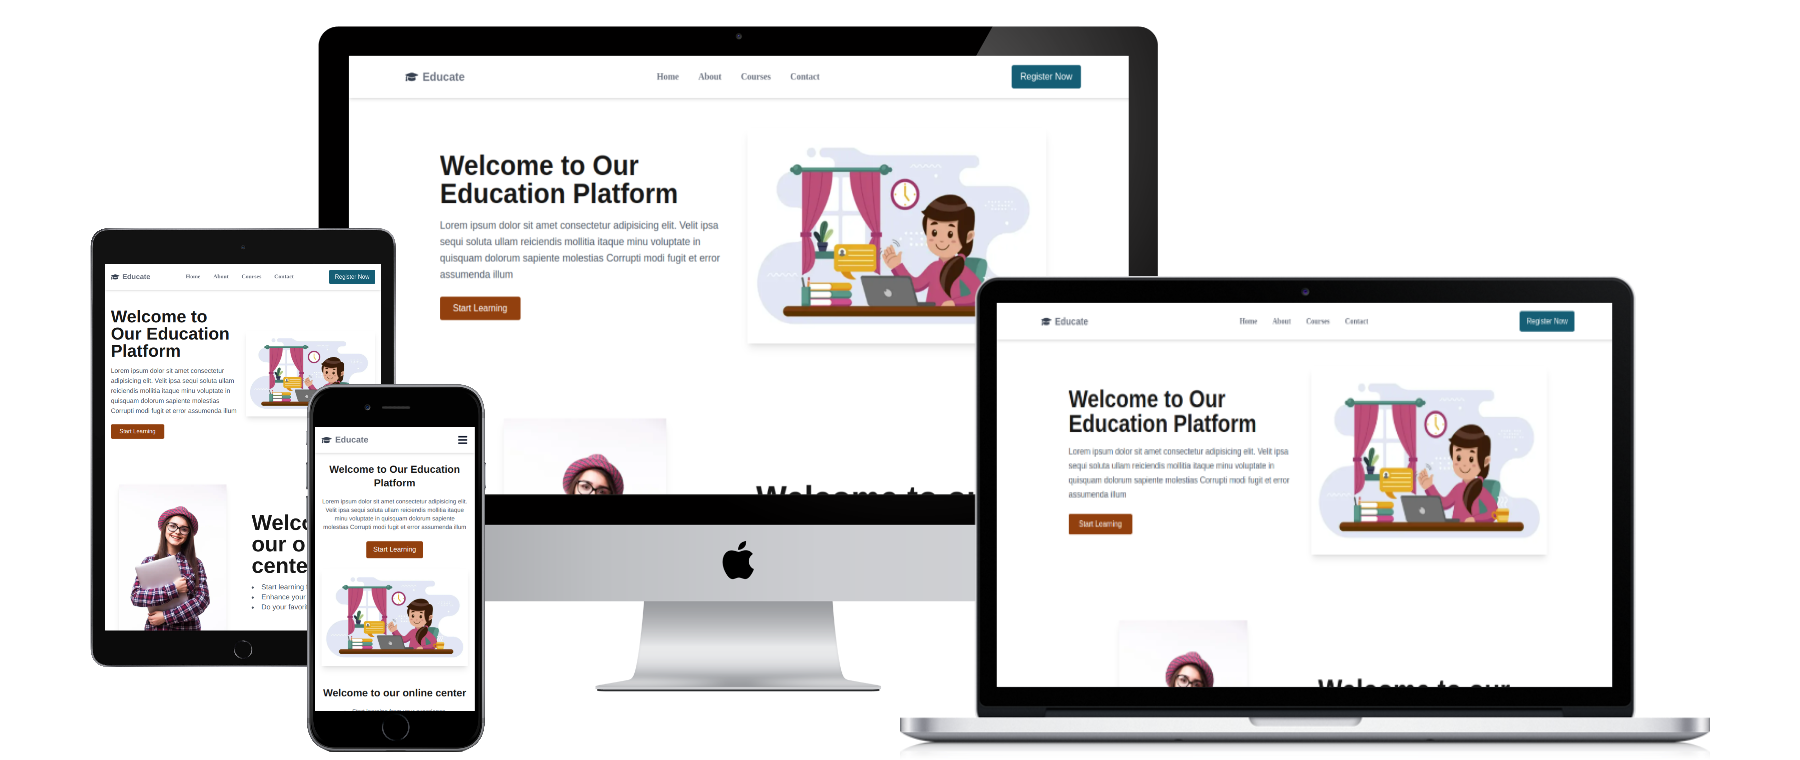 Educate
Home About Courses Contact
Register Now
Welcome to Our
Education Platform
Lorem ipsum dolor sit amet consectetur adipisicing elit. Velit ipsa
sequi soluta ullam reiciendis mollitia itaque minu voluptate in
quisquam dolorum sapiente molestias Corrupti modi fugit et error
assumenda illum
Start Learning
Welcome to
Educate
Home About Courses Contact
Register Now
Welcome to
Our Education
Platform
Lorem ipsum dolor sit amet consectetur
adipisicing elit. Velit ipsa sequi soluta ullam
reiciendis mollitia itaque minu voluptate in
quisquam dolorum sapiente molestias
Corrupti modi fugit et error assumenda illum
Start Learning
Welc
our o
cente
Start learning
Enhance your
Do your favori
Educate
Welcome to Our Education
Platform
Lorem ipsum dolor sit amet consectetur adipisicing elit.
Velit ipsa sequi soluta ullam reiciendis mollitia itaque
minu voluptate in quisquam dolorum sapiente
molestias Corrupti modi fugit et error assumenda illum
Start Learning
Welcome to our online center
Educate
Home About Courses Contact
Register Now
Welcome to Our
Education Platform
Lorem ipsum dolor sit amet consectetur adipisicing elit. Velit ipsa
sequi soluta ullam reiciendis mollitia itaque minu voluptate in
quisquam dolorum sapiente molestias Corrupti modi fugit et error
assumenda illum
Start Learning
Welcome to our